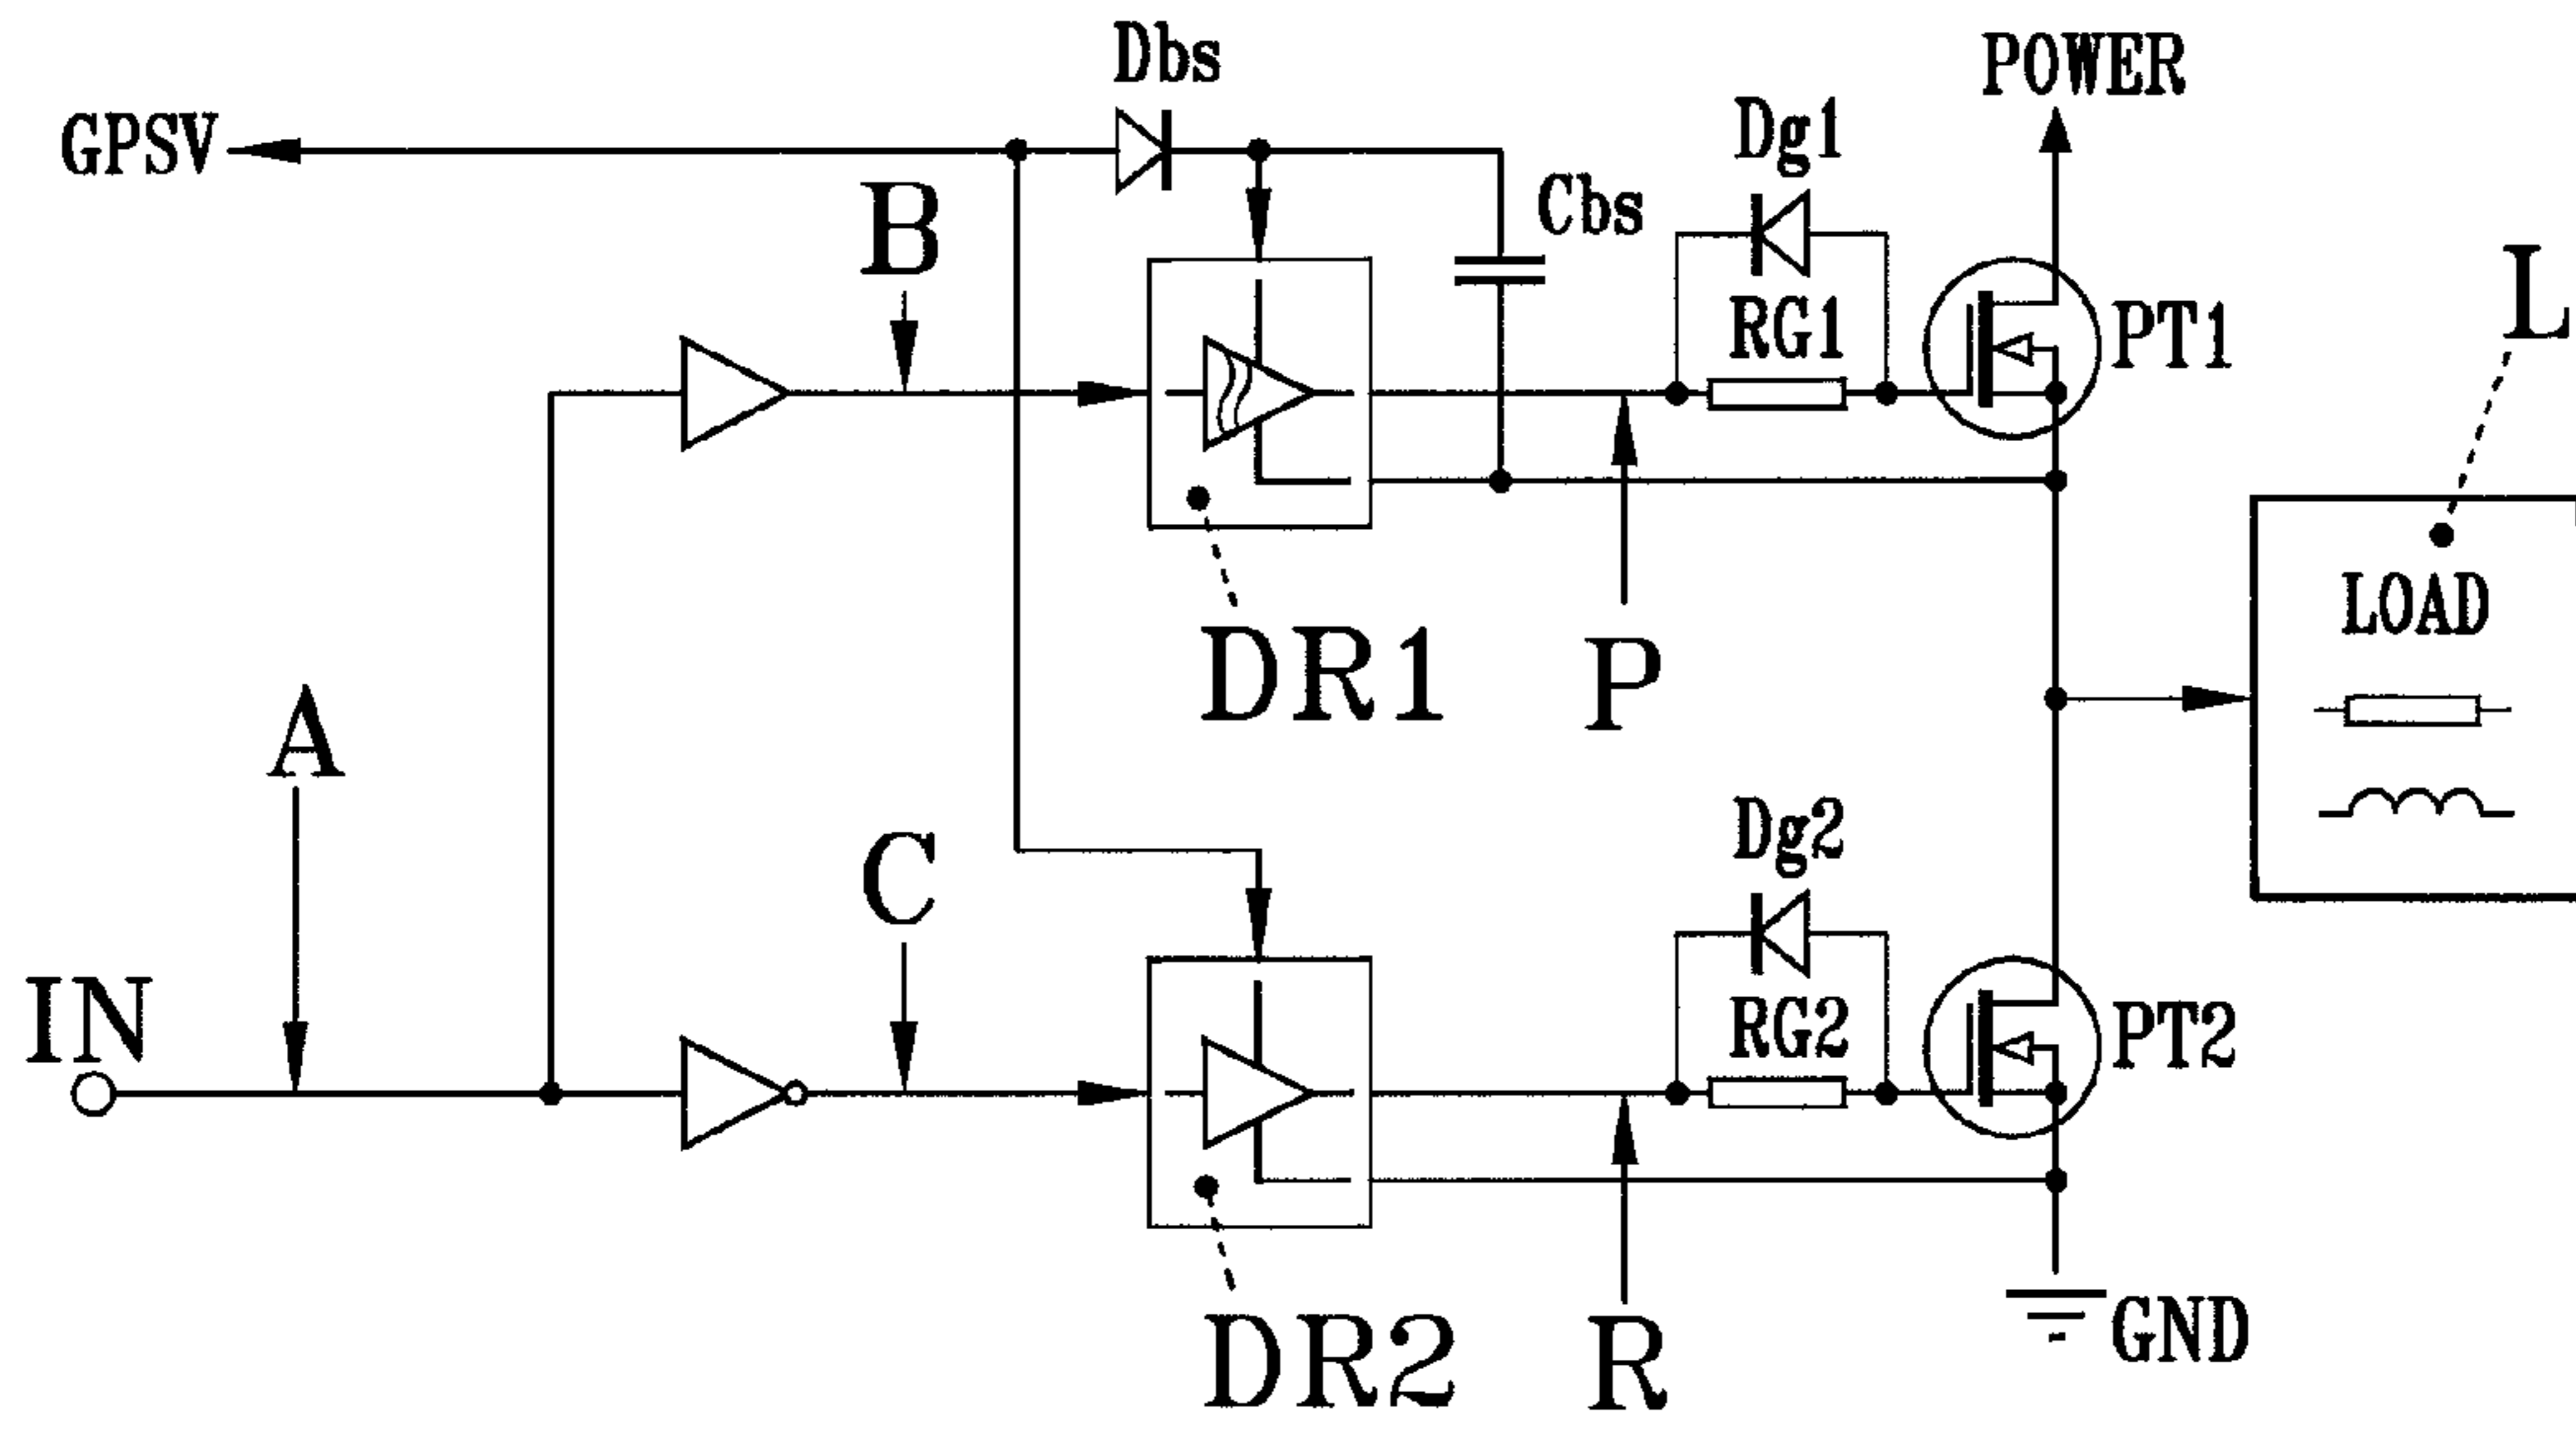 Dbs
POWER
GPSV
Dg1
B
Cbs
L
RG1
PT1
LOAD
DR1
P
A
Dg2
C
IN
RG2
PT2
GND
DR2
R